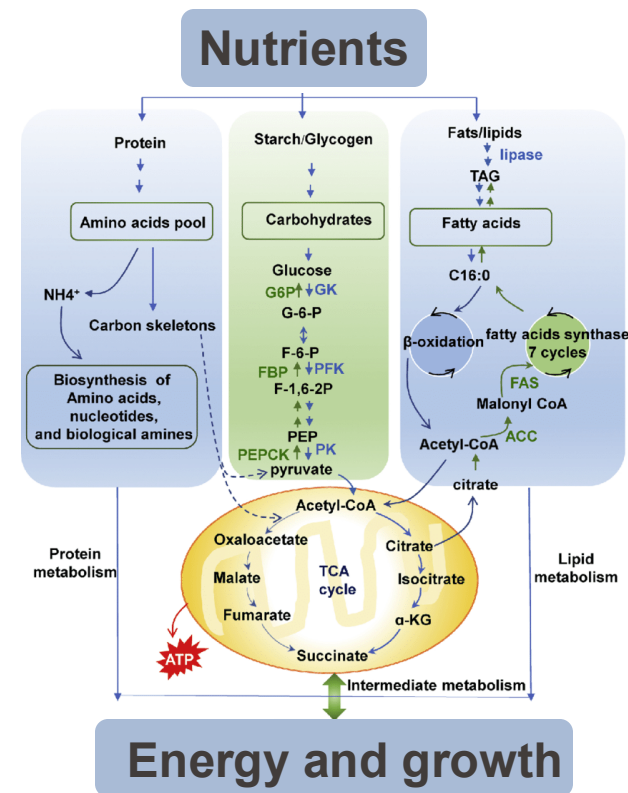 Nutrients
Protein
Amino acids pool
NH4⁺
Carbon skeletons
Biosynthesis of
Amino acids,
nucleotides,
and biological amines
Starch/Glycogen
Carbohydrates
Glucose
G6P GK
G-6-P
F-6-P
FBP PFK
F-1,6-2P
PEP
PEPCK PK
pyruvate
Fats/lipids
lipase
TAG
Fatty acids
C16:0
β-oxidation
fatty acids synthase
7 cycles
FAS
Malonyl CoA
ACC
Acetyl-CoA
citrate
Acetyl-CoA
Oxaloacetate
Citrate
Malate
TCA
cycle
Isocitrate
Fumarate
α-KG
Succinate
ATP
Protein
metabolism
Lipid
metabolism
Intermediate metabolism
Energy and growth